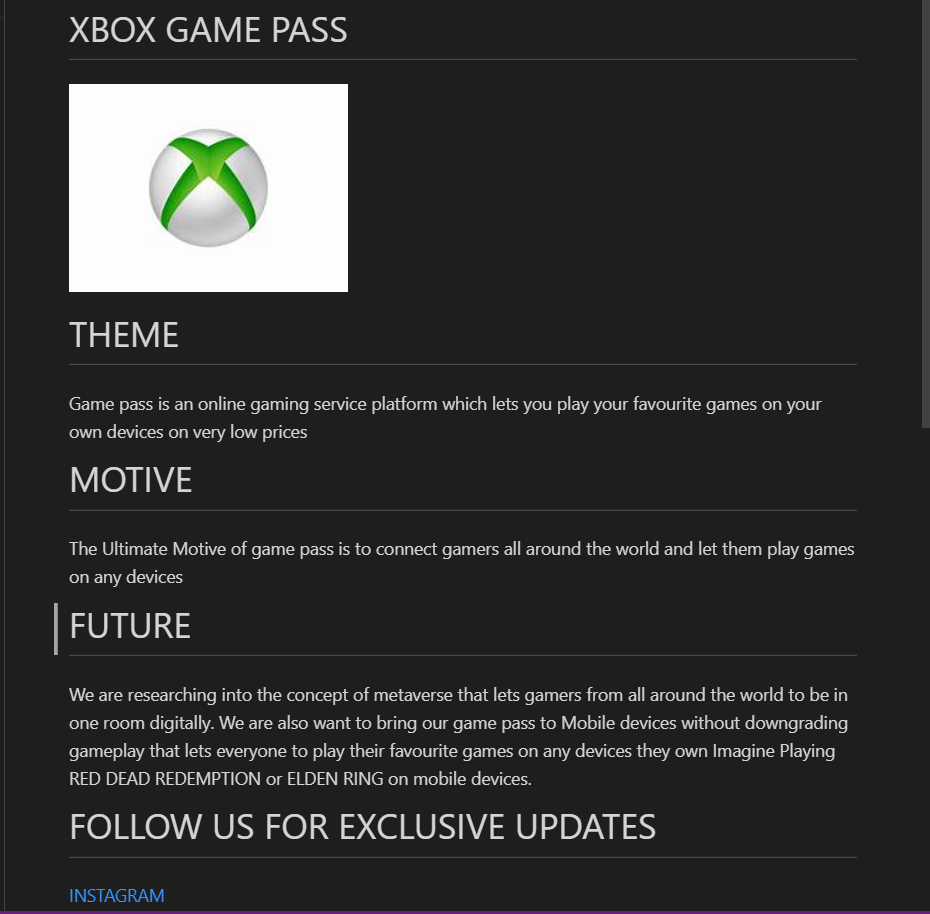 XBOX GAME PASS
THEME
Game pass is an online gaming service platform which lets you play your favourite games on your
own devices on very low prices
MOTIVE
The Ultimate Motive of game pass is to connect gamers all around the world and let them play games
on any devices
FUTURE
We are researching into the concept of metaverse that lets gamers from all around the world to be in
one room digitally. We are also want to bring our game pass to Mobile devices without downgrading
gameplay that lets everyone to play their favourite games on any devices they own Imagine Playing
RED DEAD REDEMPTION or ELDEN RING on mobile devices.
FOLLOW US FOR EXCLUSIVE UPDATES
INSTAGRAM